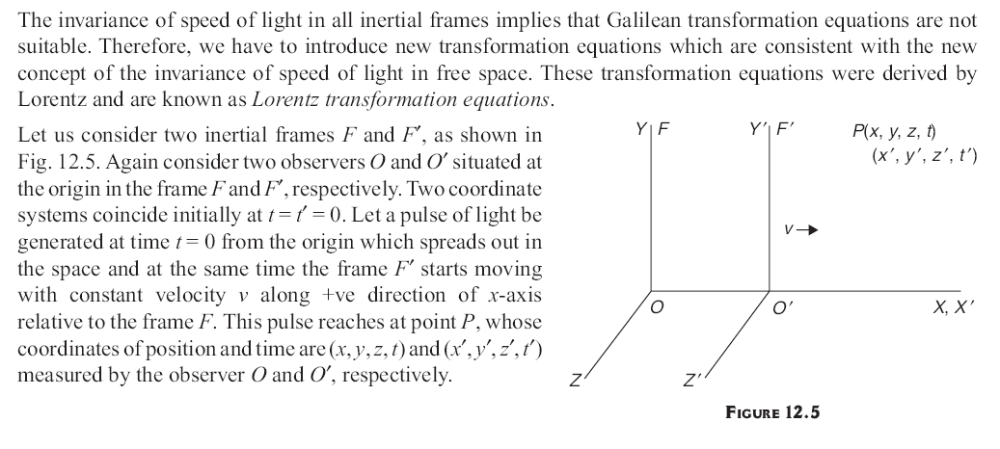 The invariance of speed of light in all inertial frames implies that Galilean transformation equations are not
suitable. Therefore, we have to introduce new transformation equations which are consistent with the new
concept of the invariance of speed of light in free space. These transformation equations were derived by
Lorentz and are known as Lorentz transformation equations.
Let us consider two inertial frames F and F′, as shown in
Fig. 12.5. Again consider two observers O and O′ situated at
the origin in the frame F and F′, respectively. Two coordinate
systems coincide initially at t = t′ = 0. Let a pulse of light be
generated at time t = 0 from the origin which spreads out in
the space and at the same time the frame F′ starts moving
with constant velocity v along +ve direction of x-axis
relative to the frame F. This pulse reaches at point P, whose
coordinates of position and time are (x, y, z, t) and (x′, y′, z′, t′)
measured by the observer O and O′, respectively.
Y F
Y′ F′
P(x, y, z, t)
(x′, y′, z′, t′)
v
O
O′
X, X′
Z
Z′
FIGURE 12.5